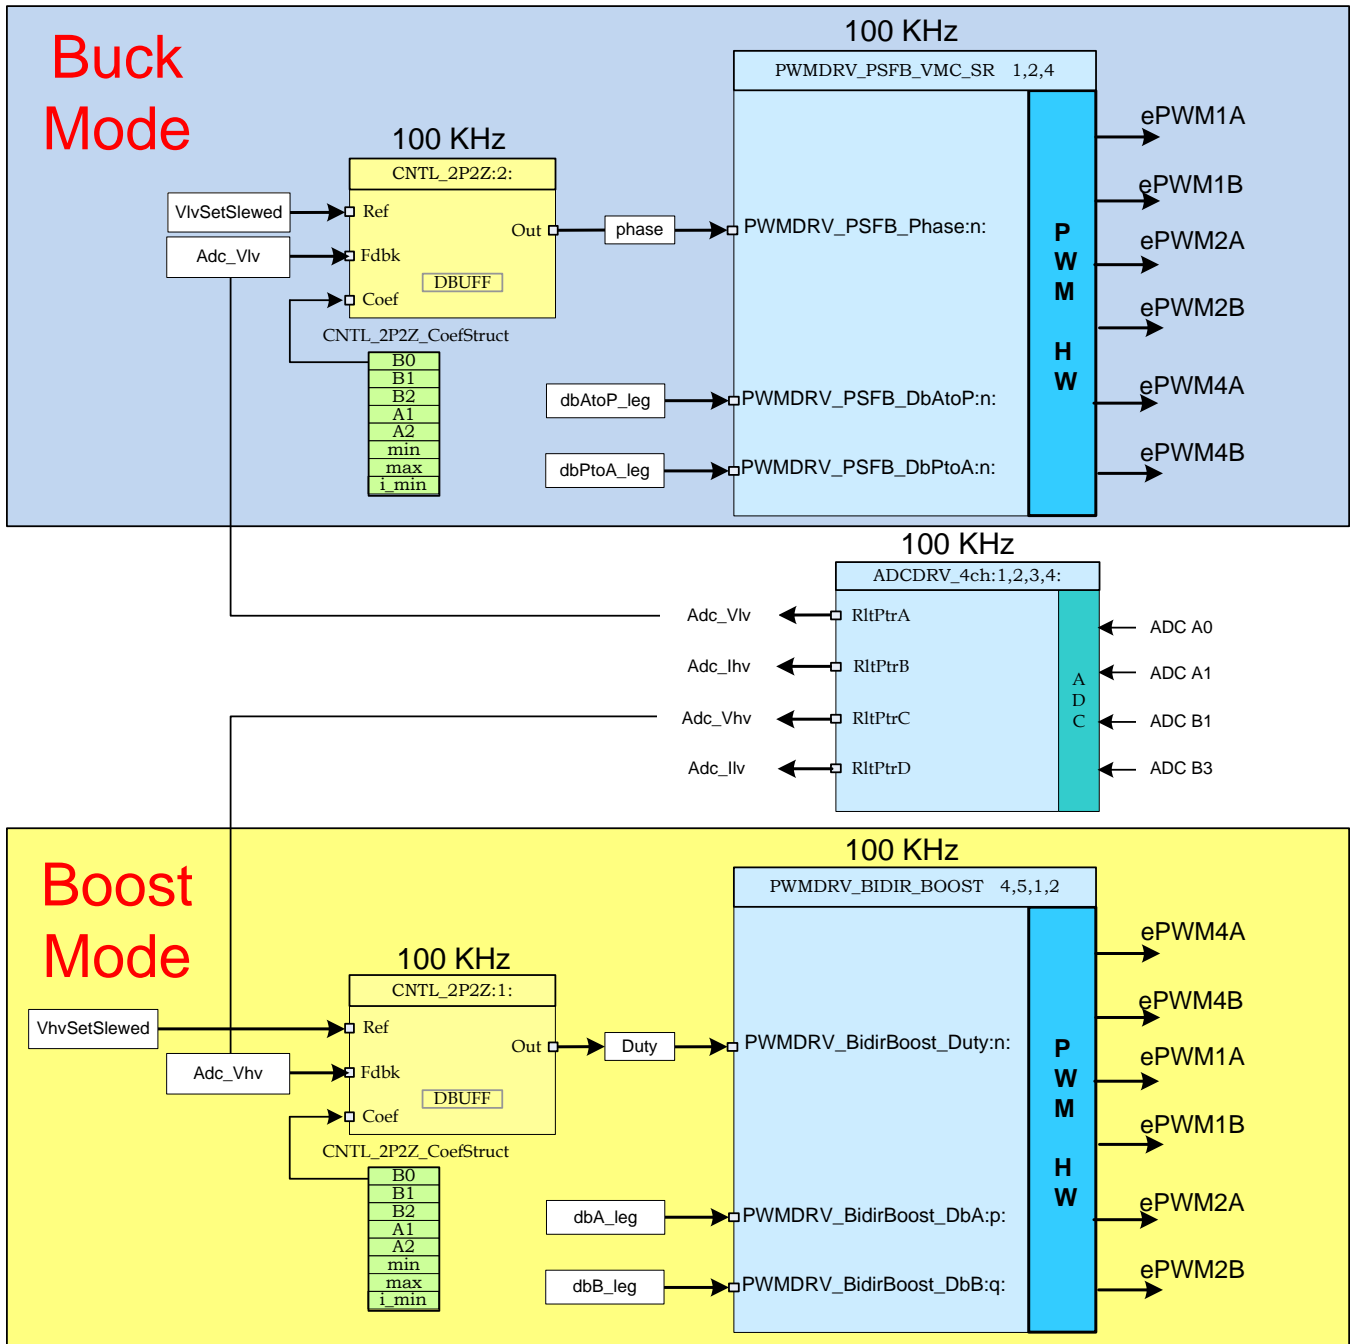 Buck
Mode
100 KHz
PWMDRV_PSFB_VMC_SR 1,2,4
100 KHz
CNTL_2P2Z:2:
VlvSetSlewed
Ref
Adc_Vlv
Fdbk
Out
DBUFF
Coef
CNTL_2P2Z_CoefStruct
B0
B1
B2
A1
A2
min
max
i_min
phase
PWMDRV_PSFB_Phase:n:
dbAtoP_leg
PWMDRV_PSFB_DbAtoP:n:
dbPtoA_leg
PWMDRV_PSFB_DbPtoA:n:
P
W
M
H
W
ePWM1A
ePWM1B
ePWM2A
ePWM2B
ePWM4A
ePWM4B
100 KHz
ADCDRV_4ch:1,2,3,4:
Adc_Vlv
RltPtrA
ADC A0
Adc_Ihv
RltPtrB
ADC A1
Adc_Vhv
RltPtrC
ADC B1
Adc_Ilv
RltPtrD
ADC B3
A
D
C
Boost
Mode
100 KHz
PWMDRV_BIDIR_BOOST 4,5,1,2
100 KHz
CNTL_2P2Z:1:
VhvSetSlewed
Ref
Adc_Vhv
Fdbk
Out
DBUFF
Coef
CNTL_2P2Z_CoefStruct
B0
B1
B2
A1
A2
min
max
i_min
Duty
PWMDRV_BidirBoost_Duty:n:
dbA_leg
PWMDRV_BidirBoost_DbA:p:
dbB_leg
PWMDRV_BidirBoost_DbB:q:
P
W
M
H
W
ePWM4A
ePWM4B
ePWM1A
ePWM1B
ePWM2A
ePWM2B